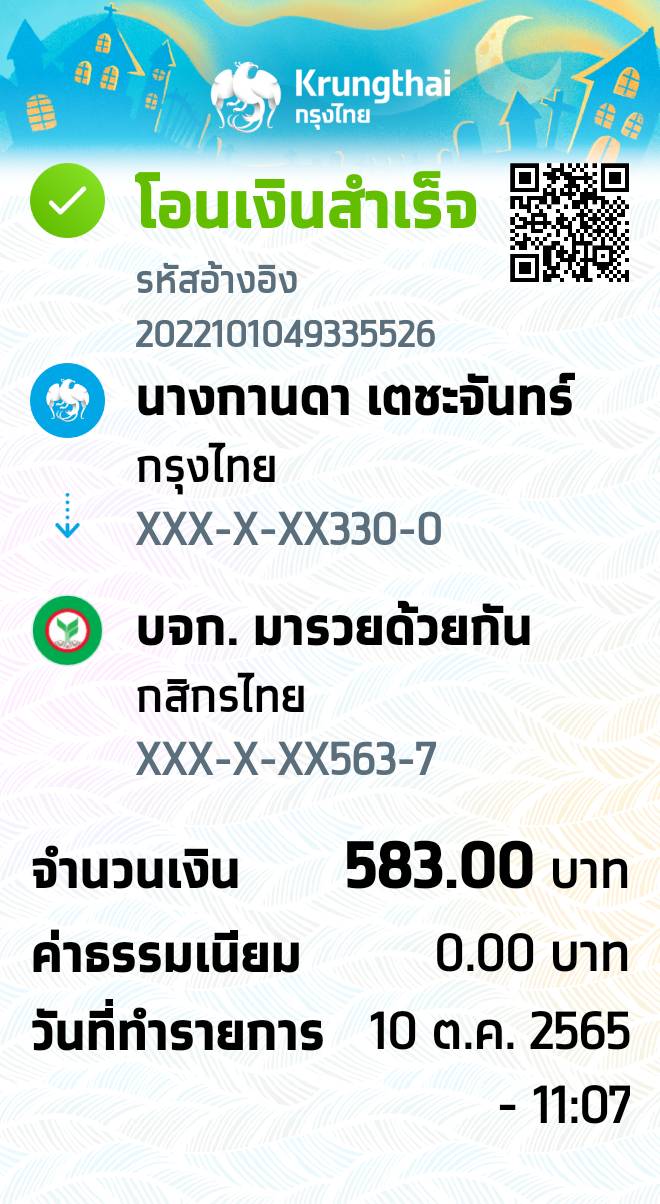 Krungthai
กรุงไทย
โอนเงินสำเร็จ
รหัสอ้างอิง
2022101049335526
นางกานดา เตชะจันทร์
กรุงไทย
XXX-X-XX330-0
บจก. มารวยด้วยกัน
กสิกรไทย
XXX-X-XX563-7
จำนวนเงิน 583.00 บาท
ค่าธรรมเนียม 0.00 บาท
วันที่ทำรายการ 10 ต.ค. 2565
- 11:07